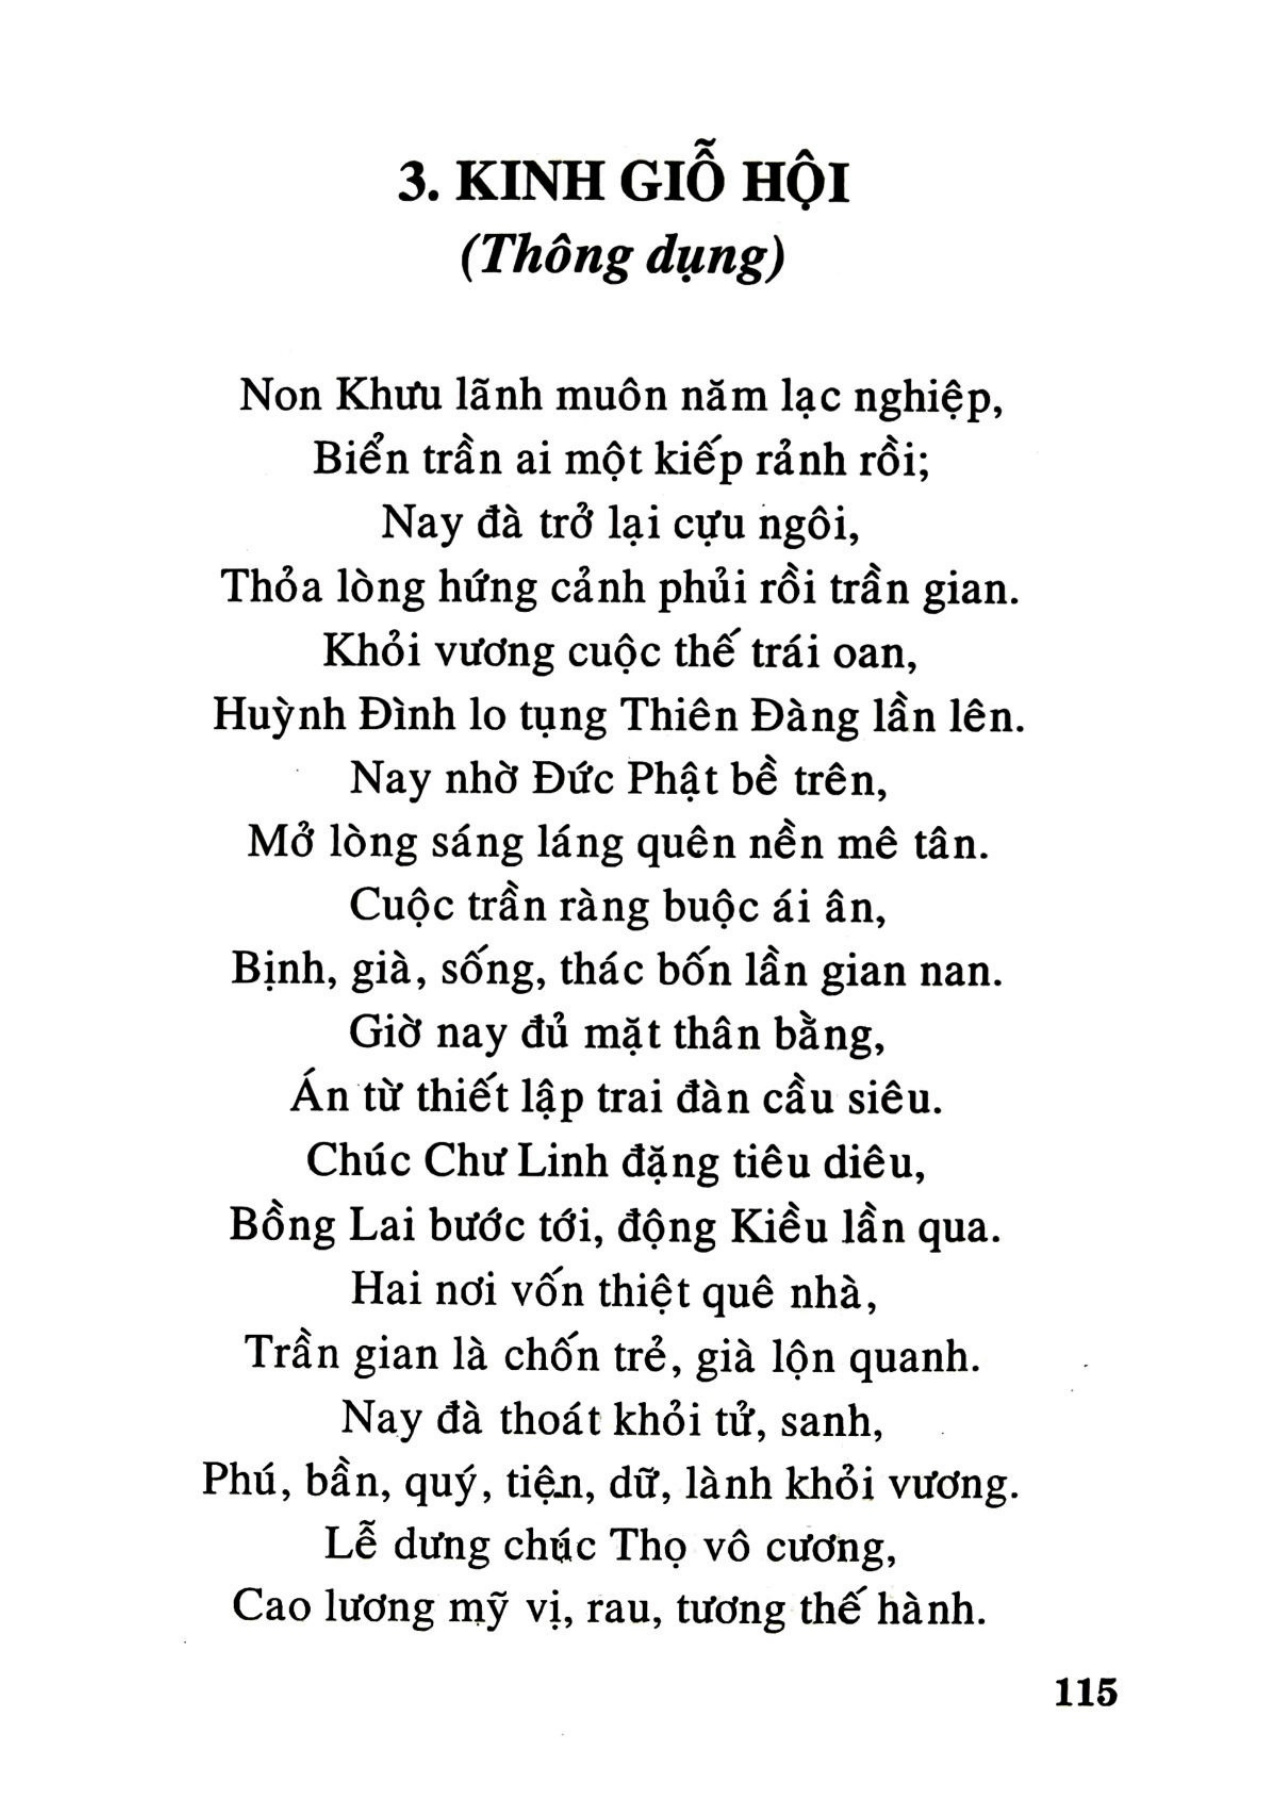 3. KINH GIỖ HỘI
(Thông dụng)
Non Khưu lãnh muôn năm lạc nghiệp,
Biển trần ai một kiếp rảnh rồi;
Nay đà trở lại cựu ngôi,
Thỏa lòng hứng cảnh phủi rồi trần gian.
Khỏi vương cuộc thế trái oan,
Huỳnh Đình lo tụng Thiên Đàng lần lên.
Nay nhờ Đức Phật bề trên,
Mở lòng sáng láng quên nền mê tân.
Cuộc trần ràng buộc ái ân,
Bịnh, già, sống, thác bốn lần gian nan.
Giờ nay đủ mặt thân bằng,
Án từ thiết lập trai đàn cầu siêu.
Chúc Chư Linh đặng tiêu diêu,
Bồng Lai bước tới, động Kiều lần qua.
Hai nơi vốn thiệt quê nhà,
Trần gian là chốn trẻ, già lộn quanh.
Nay đà thoát khỏi tử, sanh,
Phú, bần, quý, tiện, dữ, lành khỏi vương.
Lễ dưng chúc Thọ vô cương,
Cao lương mỹ vị, rau, tương thế hành.
115